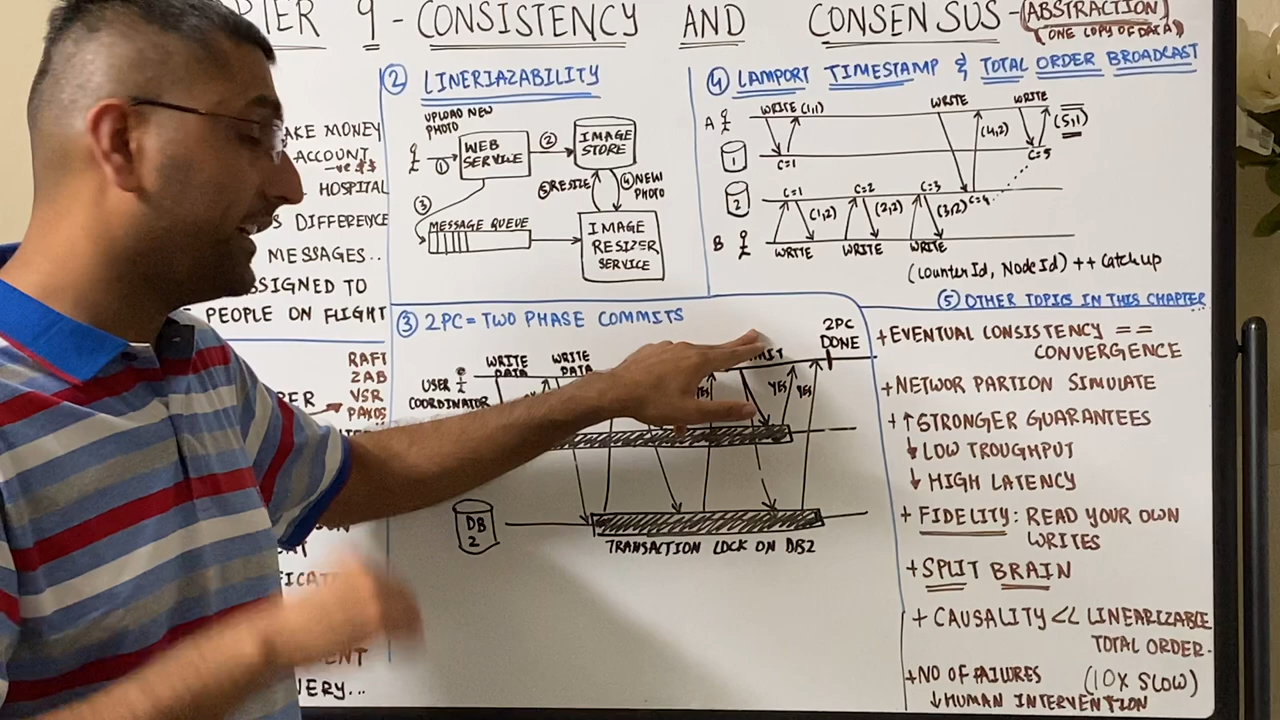 9 - CONSISTENCY AND CONSENSUS - (ABSTRACTION)
(ONE COPY OF DATA)
AKE MONEY
ACCOUNT
-ve $$
HOSPITAL
DIFFERENCE
MESSAGES..
SSIGNED TO
PEOPLE ON FLIGHT
RAFT
ZAB
VSR
PAXOS
VERY...
② LINERIAZABILITY
UPLOAD NEW
PHOTO
①
WEB
SERVICE
②
IMAGE
STORE
③
⑤ RESIZE
④ NEW
PHOTO
MESSAGE QUEUE
IMAGE
RESIZER
SERVICE
③ 2PC = TWO PHASE COMMITS
WRITE
DATA
WRITE
DATA
2PC
DONE
USER
COORDINATOR
YES
YES
YES
DB
2
TRANSACTION LOCK ON DB2
④ LAMPORT TIMESTAMP & TOTAL ORDER BROADCAST
A
WRITE (1,1)
WRITE
WRITE
(4,2)
(5,1)
1
C=1
C=5
2
C=1
C=2
C=3
C=4
(1,2)
(2,2)
(3,2)
B
WRITE
WRITE
WRITE
(CounterId, NodeId) ++ Catch up
⑤ OTHER TOPICS IN THIS CHAPTER
+ EVENTUAL CONSISTENCY ==
CONVERGENCE
+ NETWOR PARTION SIMULATE
+ ↑ STRONGER GUARANTEES
↓ LOW TROUGHPUT
↓ HIGH LATENCY
+ FIDELITY: READ YOUR OWN
WRITES
+ SPLIT BRAIN
+ CAUSALITY << LINEARIZABLE
TOTAL ORDER.
+ NO OF FAILURES (10X SLOW)
↓ HUMAN INTERVENTION